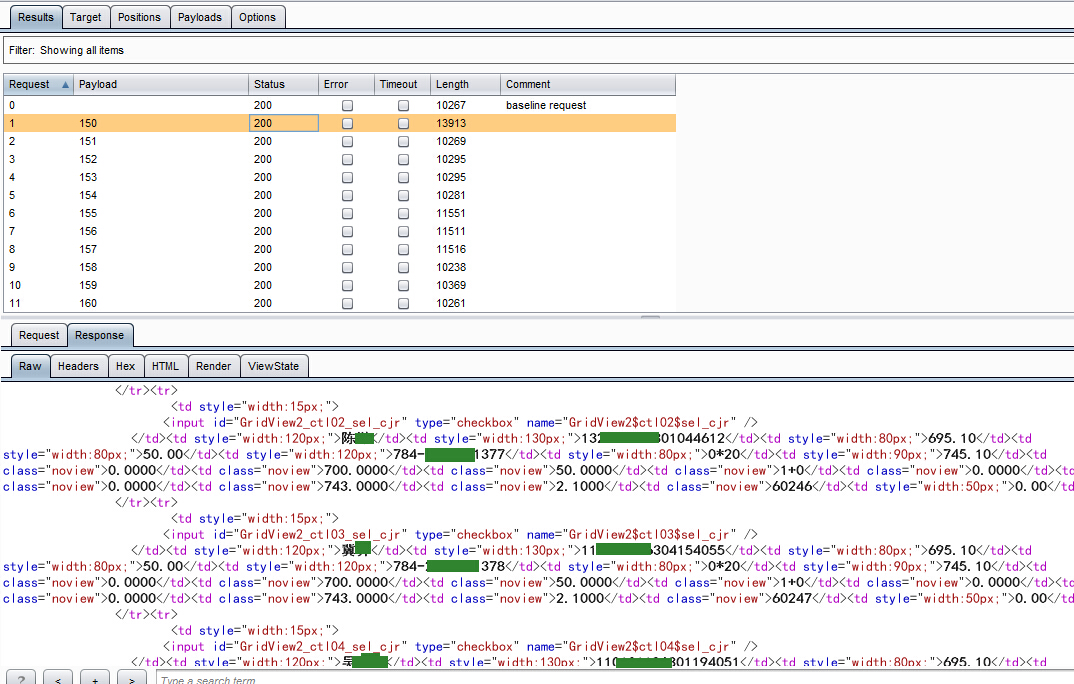 Results Target Positions Payloads Options
Filter: Showing all items
Request Payload Status Error Timeout Length Comment
0 200 10267 baseline request
1 150 200 13913
2 151 200 10269
3 152 200 10295
4 153 200 10295
5 154 200 10281
6 155 200 11551
7 156 200 11511
8 157 200 11516
9 158 200 10238
10 159 200 10369
11 160 200 10261
Request Response
Raw Headers Hex HTML Render ViewState
</tr><tr>
<td style="width:15px;">
<input id="GridView2_ctl02_sel_cjr" type="checkbox" name="GridView2$ctl02$sel_cjr" />
</td><td style="width:120px;">陈</td><td style="width:130px;">132 301044612</td><td style="width:80px;">695.10</td><td
style="width:80px;">50.00</td><td style="width:120px;">784- 1377</td><td style="width:80px;">0*20</td><td style="width:90px;">745.10</td><td
class="noview">0.0000</td><td class="noview">700.0000</td><td class="noview">50.0000</td><td class="noview">1+0</td><td class="noview">0.0000</td><td
class="noview">0.0000</td><td class="noview">743.0000</td><td class="noview">2.1000</td><td class="noview">60246</td><td style="width:50px;">0.00</td
</tr><tr>
<td style="width:15px;">
<input id="GridView2_ctl03_sel_cjr" type="checkbox" name="GridView2$ctl03$sel_cjr" />
</td><td style="width:120px;">冀</td><td style="width:130px;">11 304154055</td><td style="width:80px;">695.10</td><td
style="width:80px;">50.00</td><td style="width:120px;">784- 378</td><td style="width:80px;">0*20</td><td style="width:90px;">745.10</td><td
class="noview">0.0000</td><td class="noview">700.0000</td><td class="noview">50.0000</td><td class="noview">1+0</td><td class="noview">0.0000</td><td
class="noview">0.0000</td><td class="noview">743.0000</td><td class="noview">2.1000</td><td class="noview">60247</td><td style="width:50px;">0.00</td
</tr><tr>
<td style="width:15px;">
<input id="GridView2_ctl04_sel_cjr" type="checkbox" name="GridView2$ctl04$sel_cjr" />
</td><td style="width:120px;"></td><td style="width:130px;">110 301194051</td><td style="width:80px;">695.10</td><td
? < + > Type a search term